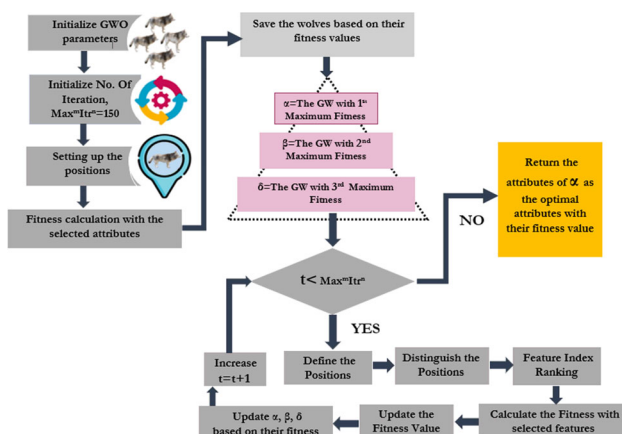 Initialize GWO
parameters
Initialize No. Of
Iteration,
MaxᵐItrⁿ=150
Setting up the
positions
Fitness calculation with the
selected attributes
Save the wolves based on their
fitness values
α=The GW with 1ˢᵗ
Maximum Fitness
β=The GW with 2ⁿᵈ
Maximum Fitness
δ=The GW with 3ʳᵈ Maximum
Fitness
t< MaxᵐItrⁿ
NO
Return the
attributes of α as
the optimal
attributes with
their fitness value
YES
Define the
Positions
Distinguish the
Positions
Feature Index
Ranking
Calculate the Fitness with
selected features
Update the
Fitness Value
Update α, β, δ
based on their fitness
Increase
t=t+1